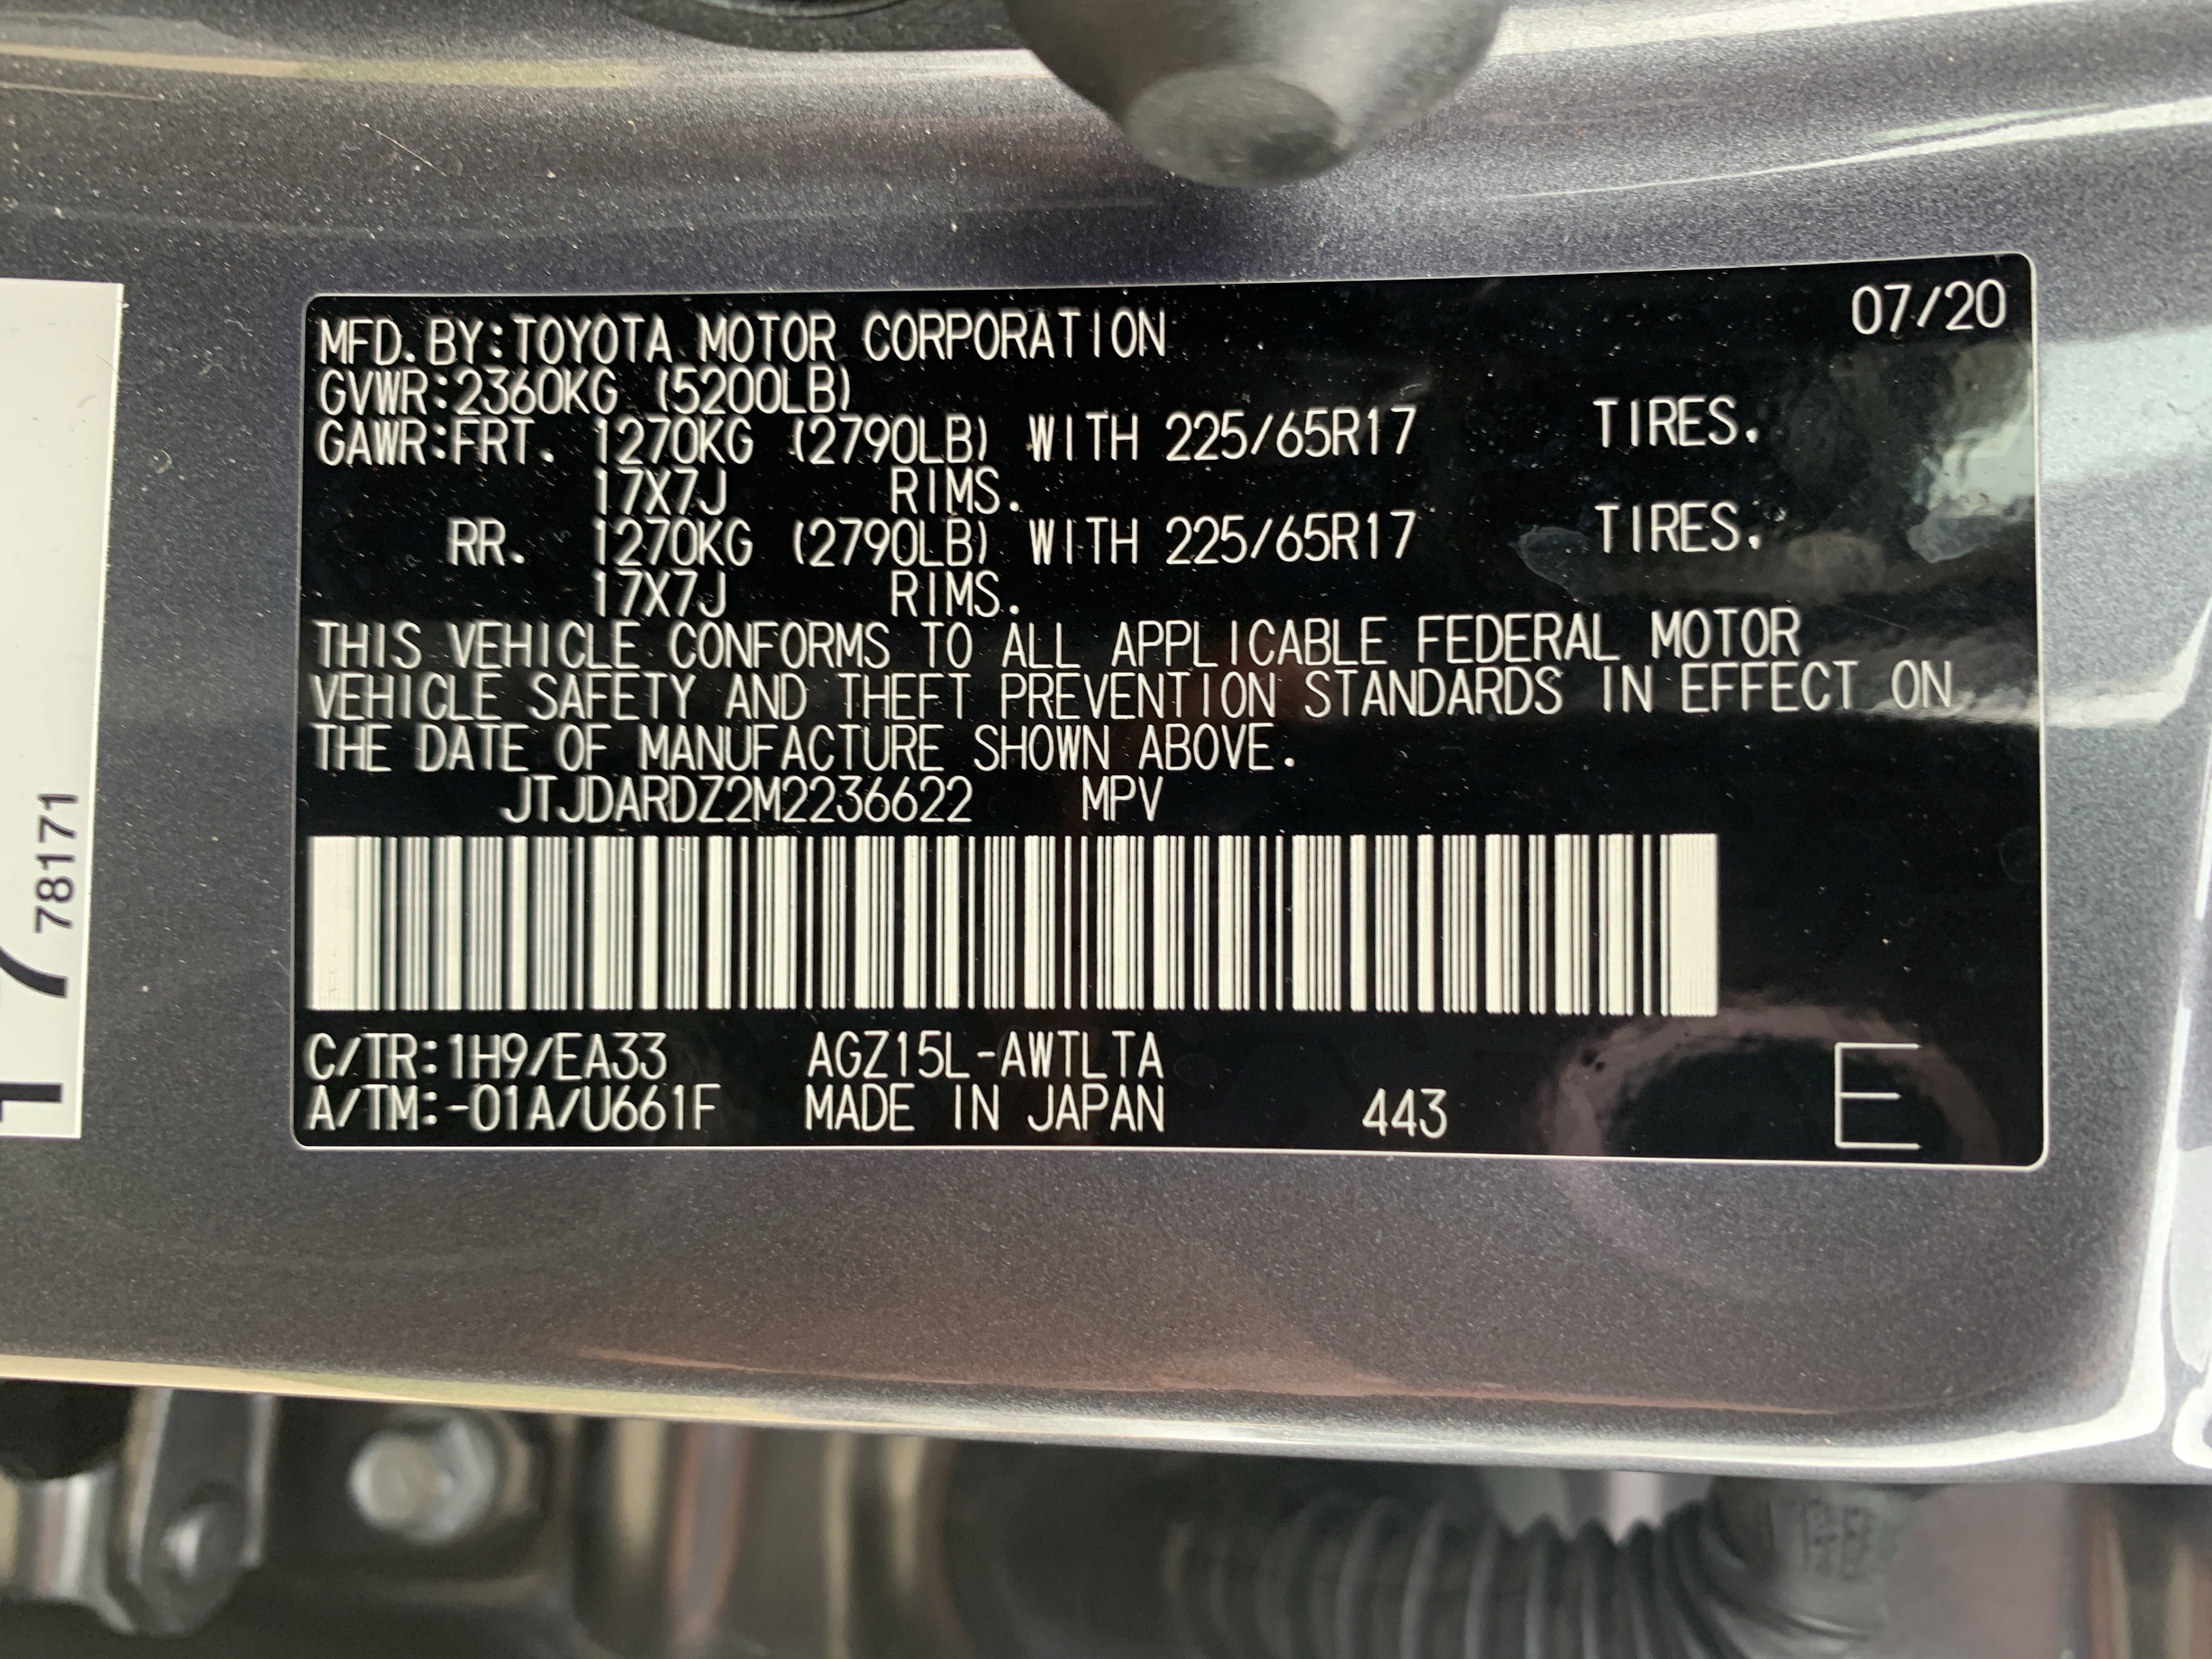 07/20
MFD.BY:TOYOTA MOTOR CORPORATION
GVWR:2360KG (5200LB)
GAWR:FRT. 1270KG (2790LB) WITH 225/65R17 TIRES.
17X7J RIMS.
RR. 1270KG (2790LB) WITH 225/65R17 TIRES.
17X7J RIMS.
THIS VEHICLE CONFORMS TO ALL APPLICABLE FEDERAL MOTOR
VEHICLE SAFETY AND THEFT PREVENTION STANDARDS IN EFFECT ON
THE DATE OF MANUFACTURE SHOWN ABOVE.
JTJDARDZ2M2236622 MPV
C/TR:1H9/EA33 AGZ15L-AWTLTA
A/TM:-01A/U661F MADE IN JAPAN 443 E
78171